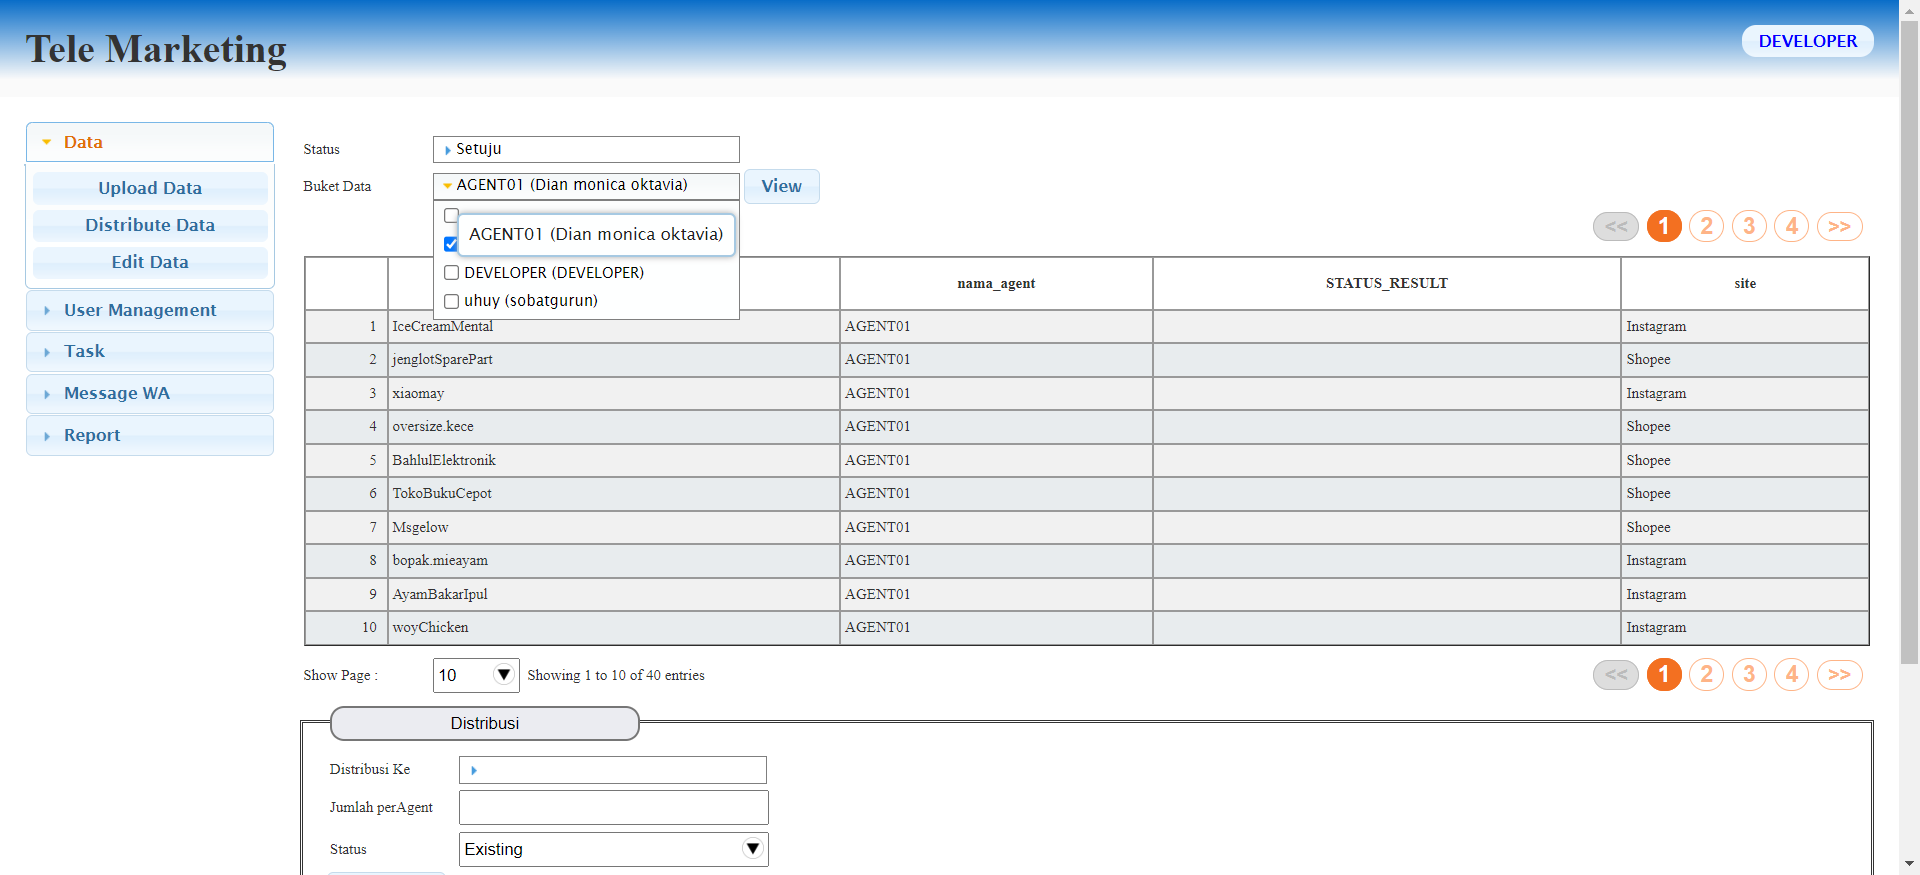 Tele Marketing
DEVELOPER
Data
Upload Data
Distribute Data
Edit Data
User Management
Task
Message WA
Report
Status
Setuju
Buket Data
AGENT01 (Dian monica oktavia)
View
AGENT01 (Dian monica oktavia)
DEVELOPER (DEVELOPER)
uhuy (sobatgurun)
<< 1 2 3 4 >>
nama_agent STATUS_RESULT site
1 IceCreamMental AGENT01 Instagram
2 jenglotSparePart AGENT01 Shopee
3 xiaomay AGENT01 Instagram
4 oversize.kece AGENT01 Shopee
5 BahlulElektronik AGENT01 Shopee
6 TokoBukuCepot AGENT01 Shopee
7 Msgelow AGENT01 Shopee
8 bopak.mieayam AGENT01 Instagram
9 AyamBakarIpul AGENT01 Instagram
10 woyChicken AGENT01 Instagram
Show Page : 10 Showing 1 to 10 of 40 entries
<< 1 2 3 4 >>
Distribusi
Distribusi Ke
Jumlah perAgent
Status Existing